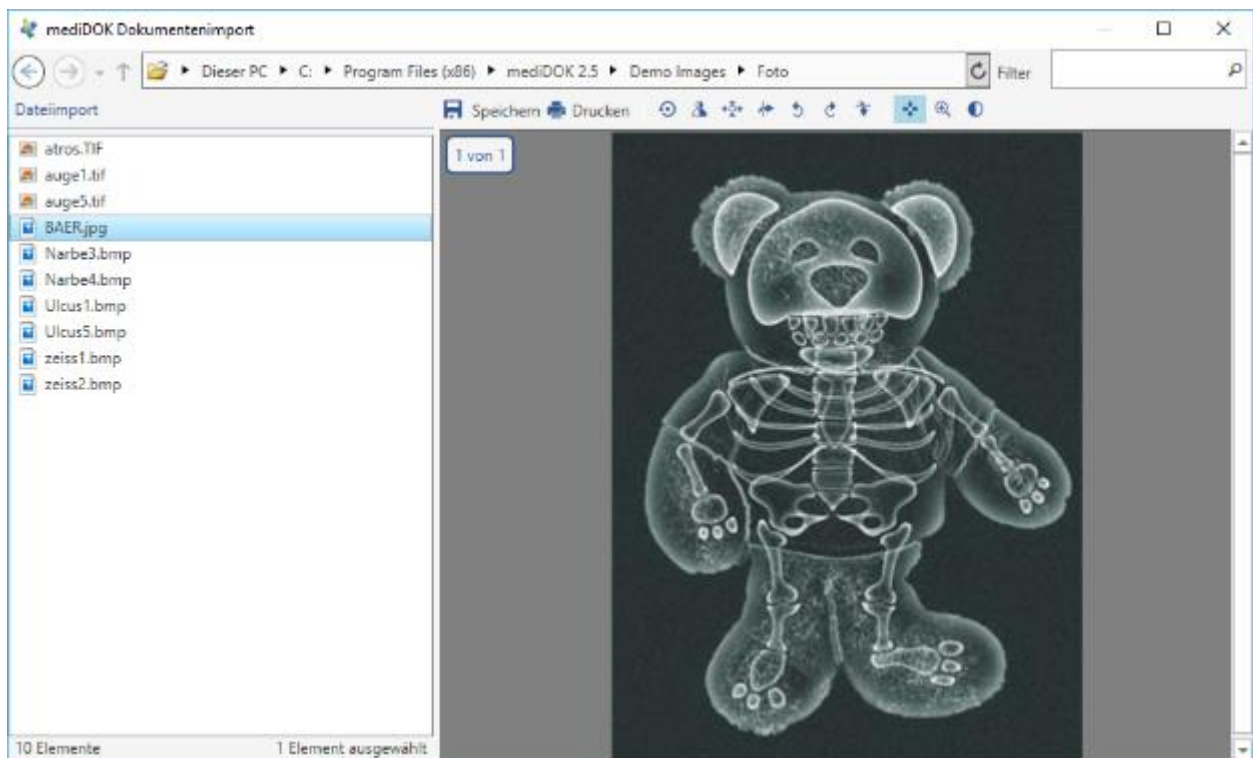 mediDOK Dokumentenimport
Dieser PC C: Program Files (x86) mediDOK 2.5 Demo Images Foto Filter
Dateiimport Speichern Drucken
atros.TIF
auge1.tif
auge5.tif
BAER.jpg
Narbe3.bmp
Narbe4.bmp
Ulcus1.bmp
Ulcus5.bmp
zeiss1.bmp
zeiss2.bmp
1 von 1
10 Elemente 1 Element ausgewählt